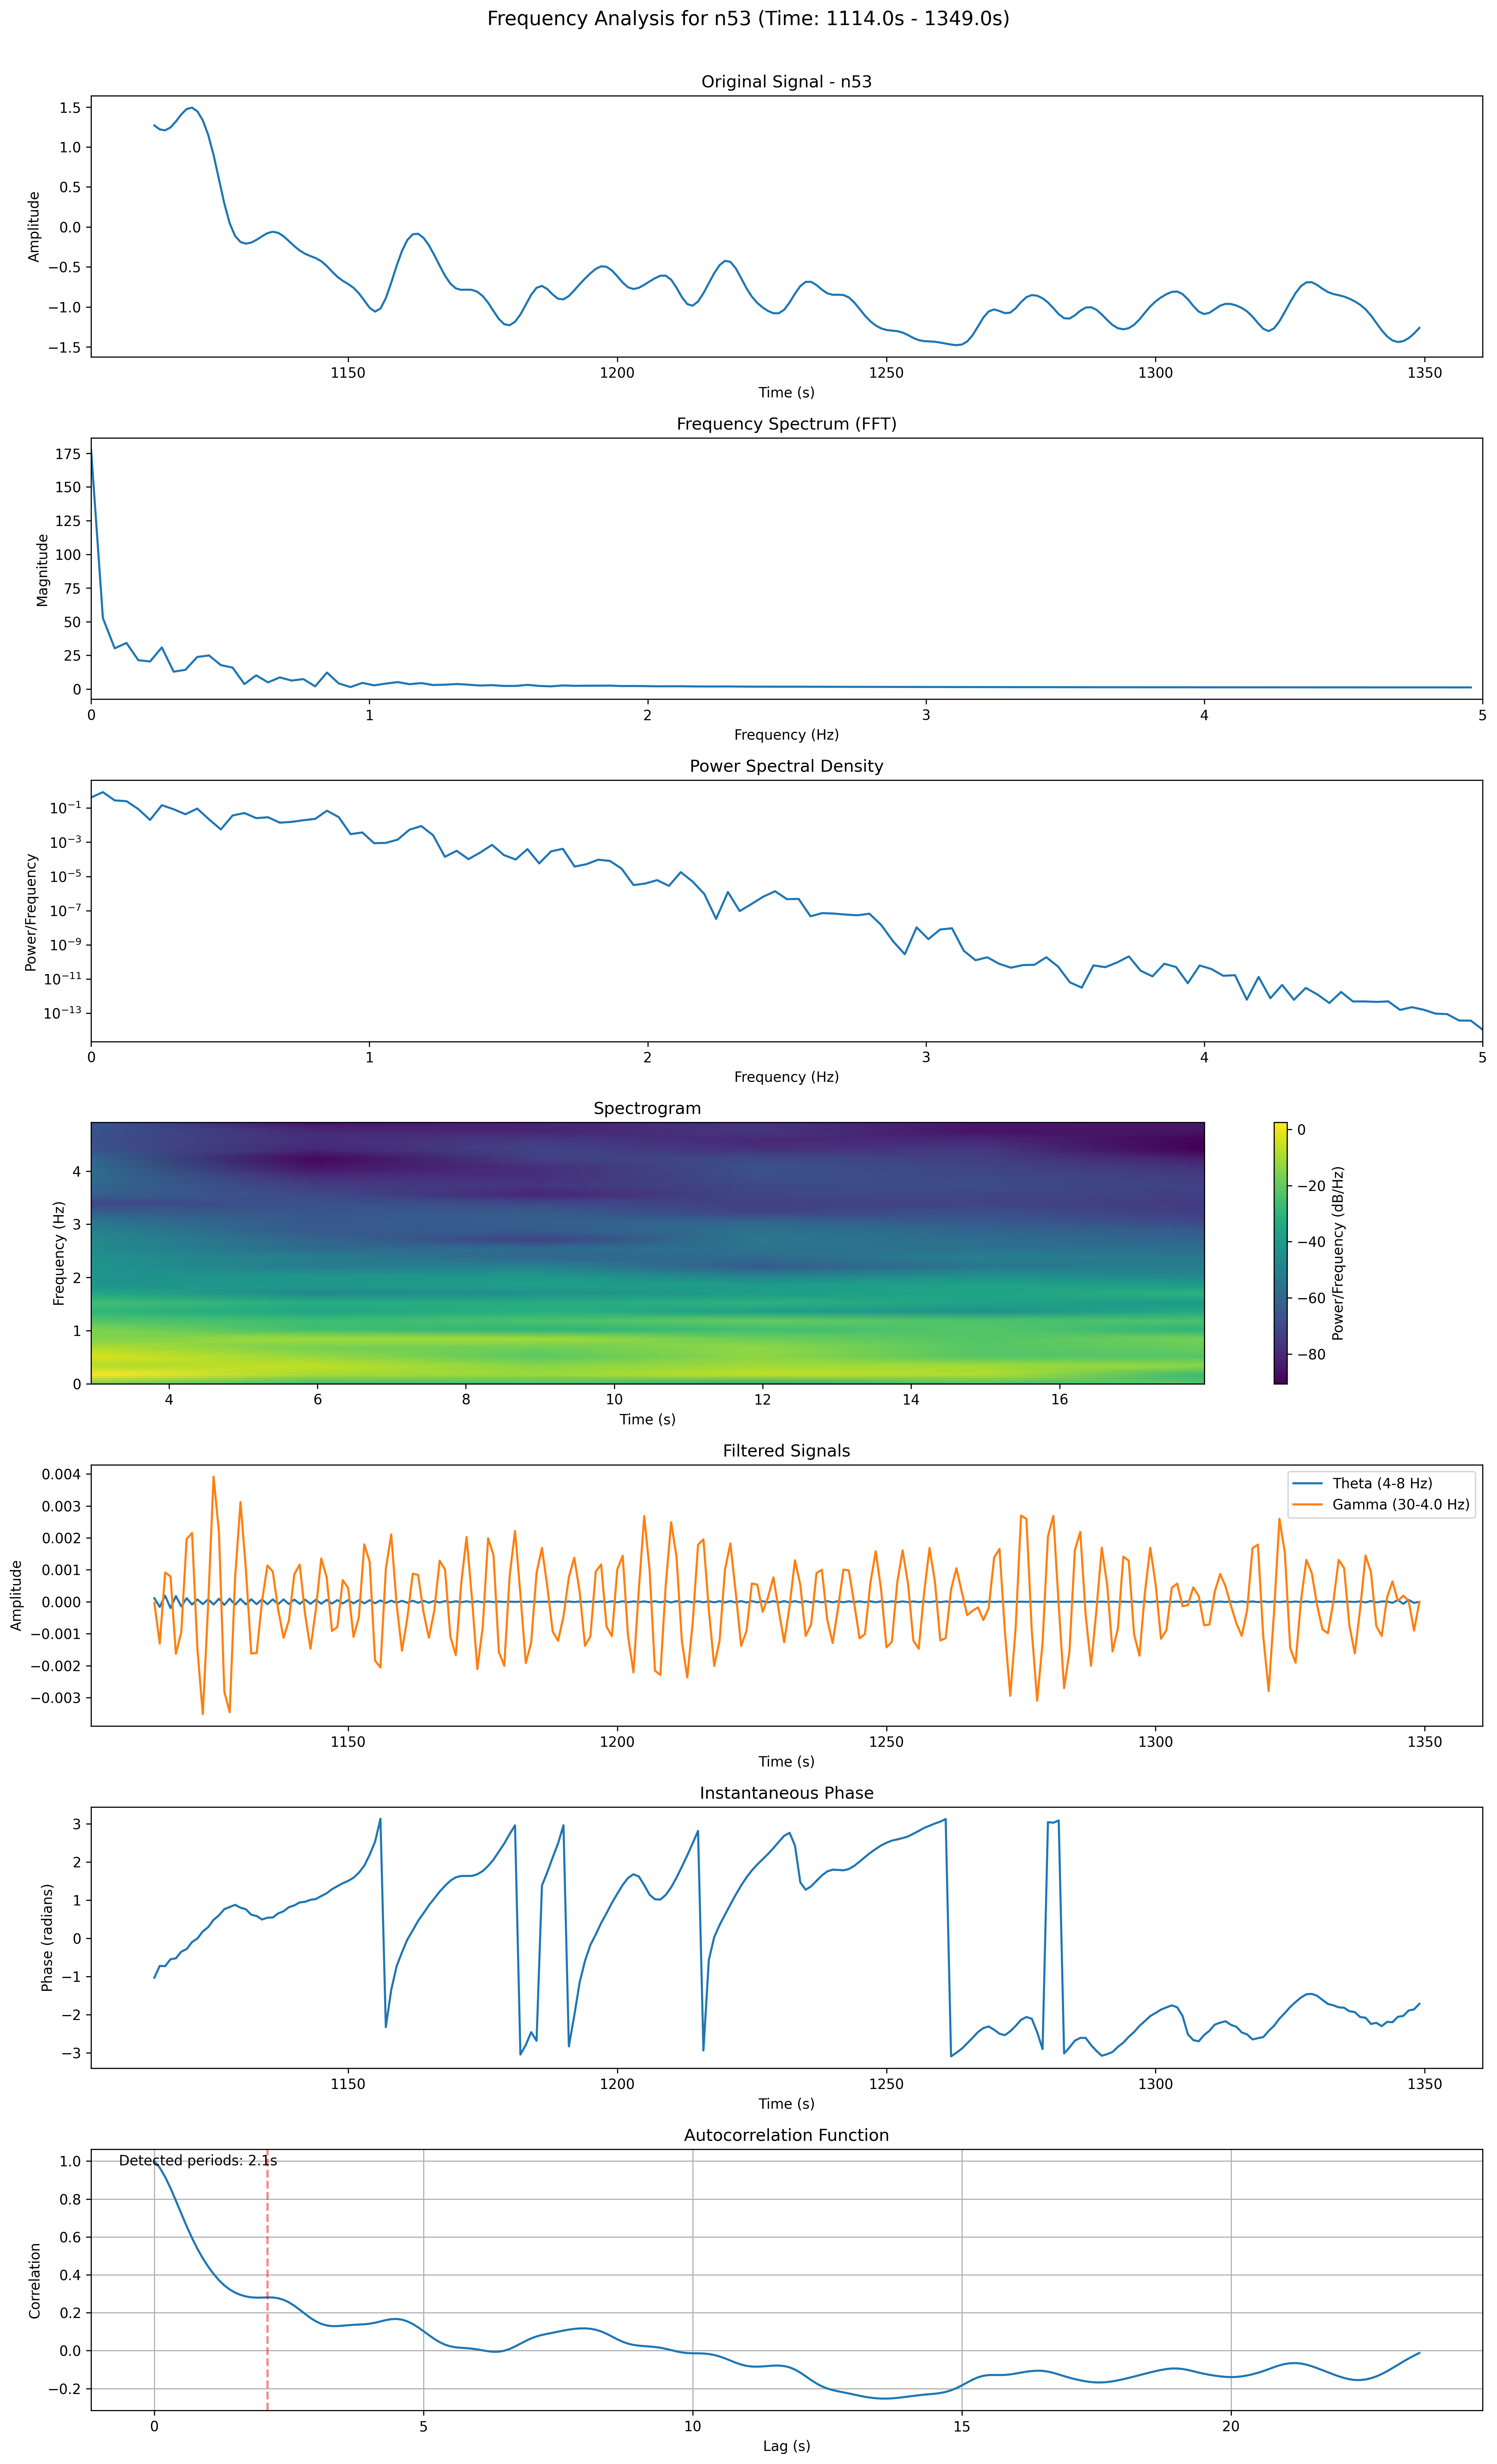 Frequency Analysis for n53 (Time: 1114.0s - 1349.0s)
Original Signal - n53
Amplitude
1.5
1.0
0.5
0.0
−0.5
−1.0
−1.5
1150 1200 1250 1300 1350
Time (s)
Frequency Spectrum (FFT)
Magnitude
175
150
125
100
75
50
25
0
0 1 2 3 4 5
Frequency (Hz)
Power Spectral Density
Power/Frequency
10⁻¹
10⁻³
10⁻⁵
10⁻⁷
10⁻⁹
10⁻¹¹
10⁻¹³
0 1 2 3 4 5
Frequency (Hz)
Spectrogram
Frequency (Hz)
4
3
2
1
0
4 6 8 10 12 14 16
Time (s)
0
−20
−40
−60
−80
Power/Frequency (dB/Hz)
Filtered Signals
Amplitude
0.004
0.003
0.002
0.001
0.000
−0.001
−0.002
−0.003
Theta (4-8 Hz)
Gamma (30-4.0 Hz)
1150 1200 1250 1300 1350
Time (s)
Instantaneous Phase
Phase (radians)
3
2
1
0
−1
−2
−3
1150 1200 1250 1300 1350
Time (s)
Autocorrelation Function
Detected periods: 2.1s
Correlation
1.0
0.8
0.6
0.4
0.2
0.0
−0.2
0 5 10 15 20
Lag (s)